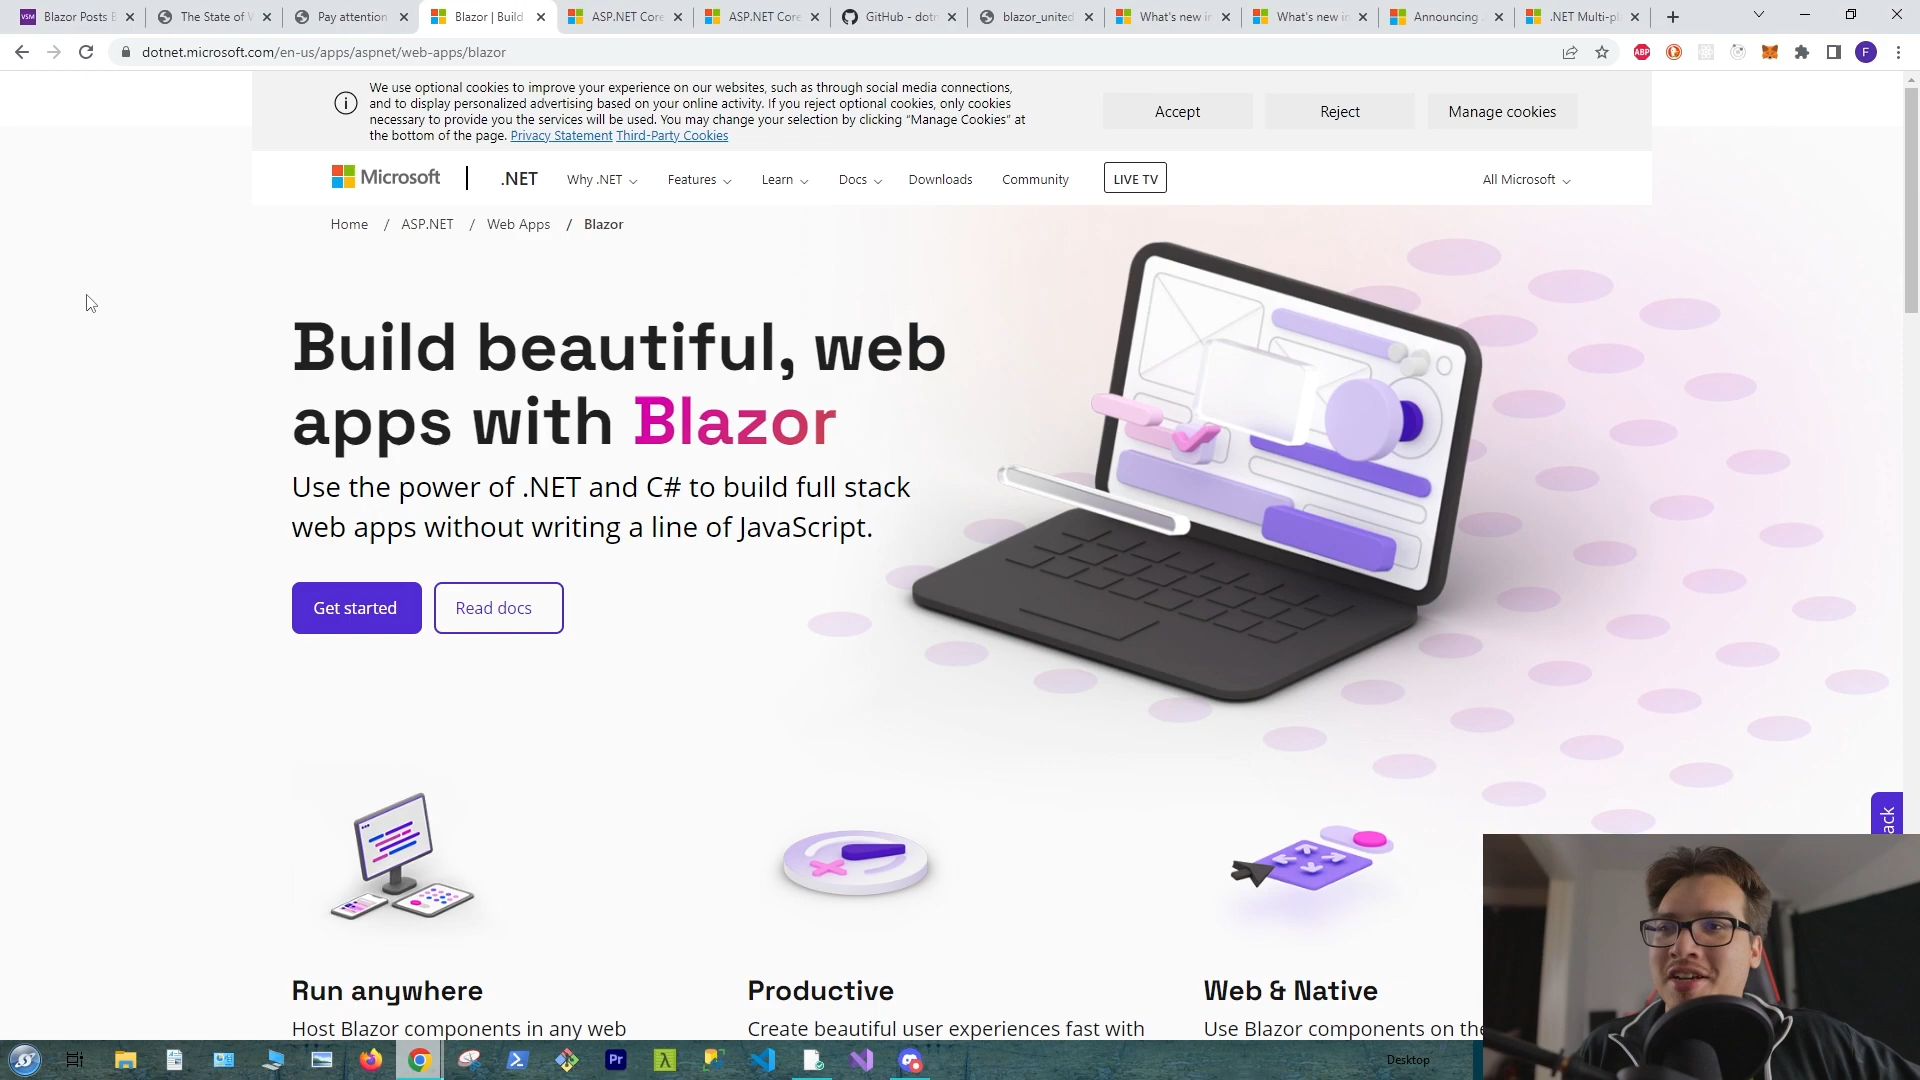 VSM Blazor Posts B
The State of V
Pay attention
Blazor | Build
ASP.NET Core
ASP.NET Core
GitHub - dotn
blazor_united
What's new in
What's new in
Announcing
.NET Multi-pl
dotnet.microsoft.com/en-us/apps/aspnet/web-apps/blazor
ABP
F
We use optional cookies to improve your experience on our websites, such as through social media connections,
and to display personalized advertising based on your online activity. If you reject optional cookies, only cookies
necessary to provide you the services will be used. You may change your selection by clicking “Manage Cookies” at
the bottom of the page. Privacy Statement Third-Party Cookies
Accept
Reject
Manage cookies
Microsoft
.NET
Why .NET
Features
Learn
Docs
Downloads
Community
LIVE TV
All Microsoft
Home / ASP.NET / Web Apps / Blazor
Build beautiful, web
apps with Blazor
Use the power of .NET and C# to build full stack
web apps without writing a line of JavaScript.
Get started
Read docs
Run anywhere
Host Blazor components in any web
Productive
Create beautiful user experiences fast with
Web & Native
Use Blazor components on the
ack
Pr
λ
Desktop